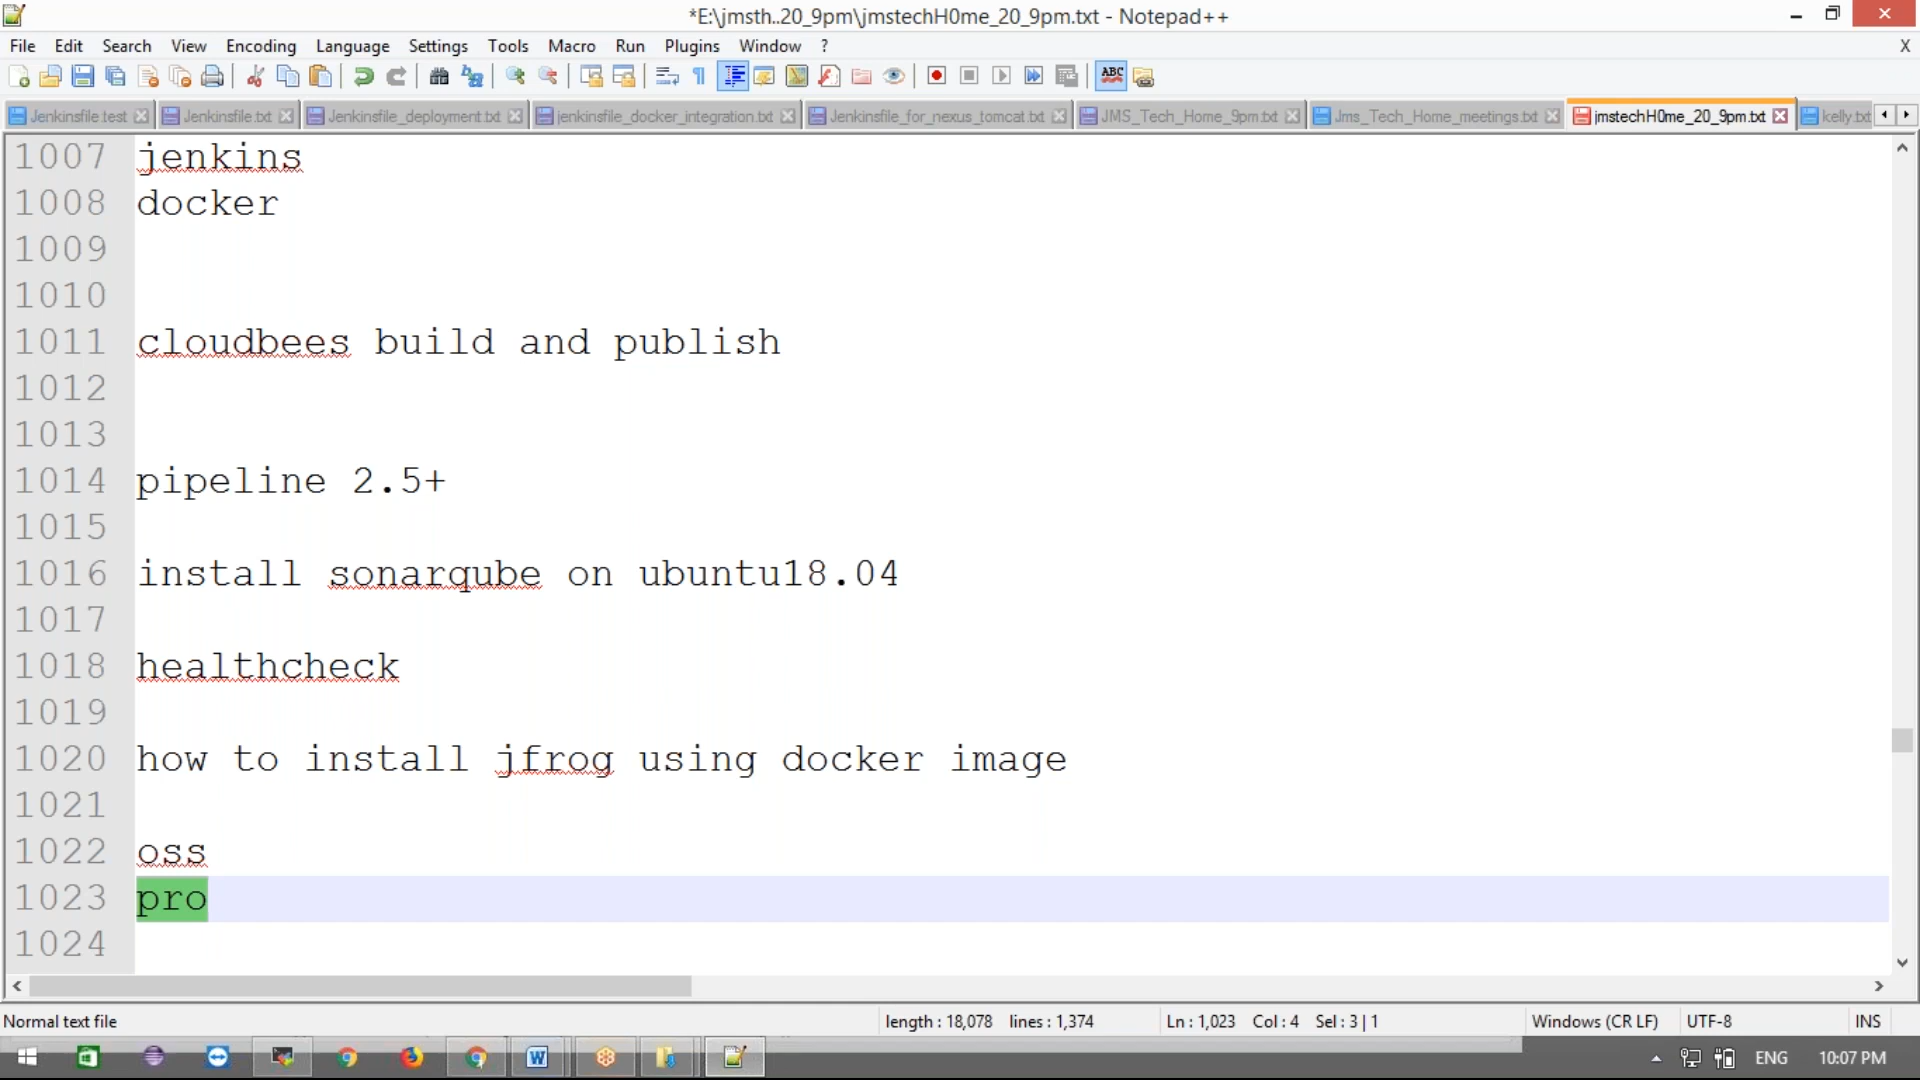 *E:\jmsth..20_9pm\jmstechH0me_20_9pm.txt - Notepad++
File Edit Search View Encoding Language Settings Tools Macro Run Plugins Window ? X
ABC
Jenkinsfile.test Jenkinsfile.txt Jenkinsfile_deployment.txt jenkinsfile_docker_integration.txt Jenkinsfile_for_nexus_tomcat.txt JMS_Tech_Home_9pm.txt Jms_Tech_Home_meetings.txt jmstechH0me_20_9pm.txt kelly.txt
1007 jenkins
1008 docker
1009
1010
1011 cloudbees build and publish
1012
1013
1014 pipeline 2.5+
1015
1016 install sonarqube on ubuntu18.04
1017
1018 healthcheck
1019
1020 how to install jfrog using docker image
1021
1022 oss
1023 pro
1024
Normal text file length : 18,078 lines : 1,374 Ln : 1,023 Col : 4 Sel : 3 | 1 Windows (CR LF) UTF-8 INS
ENG 10:07 PM